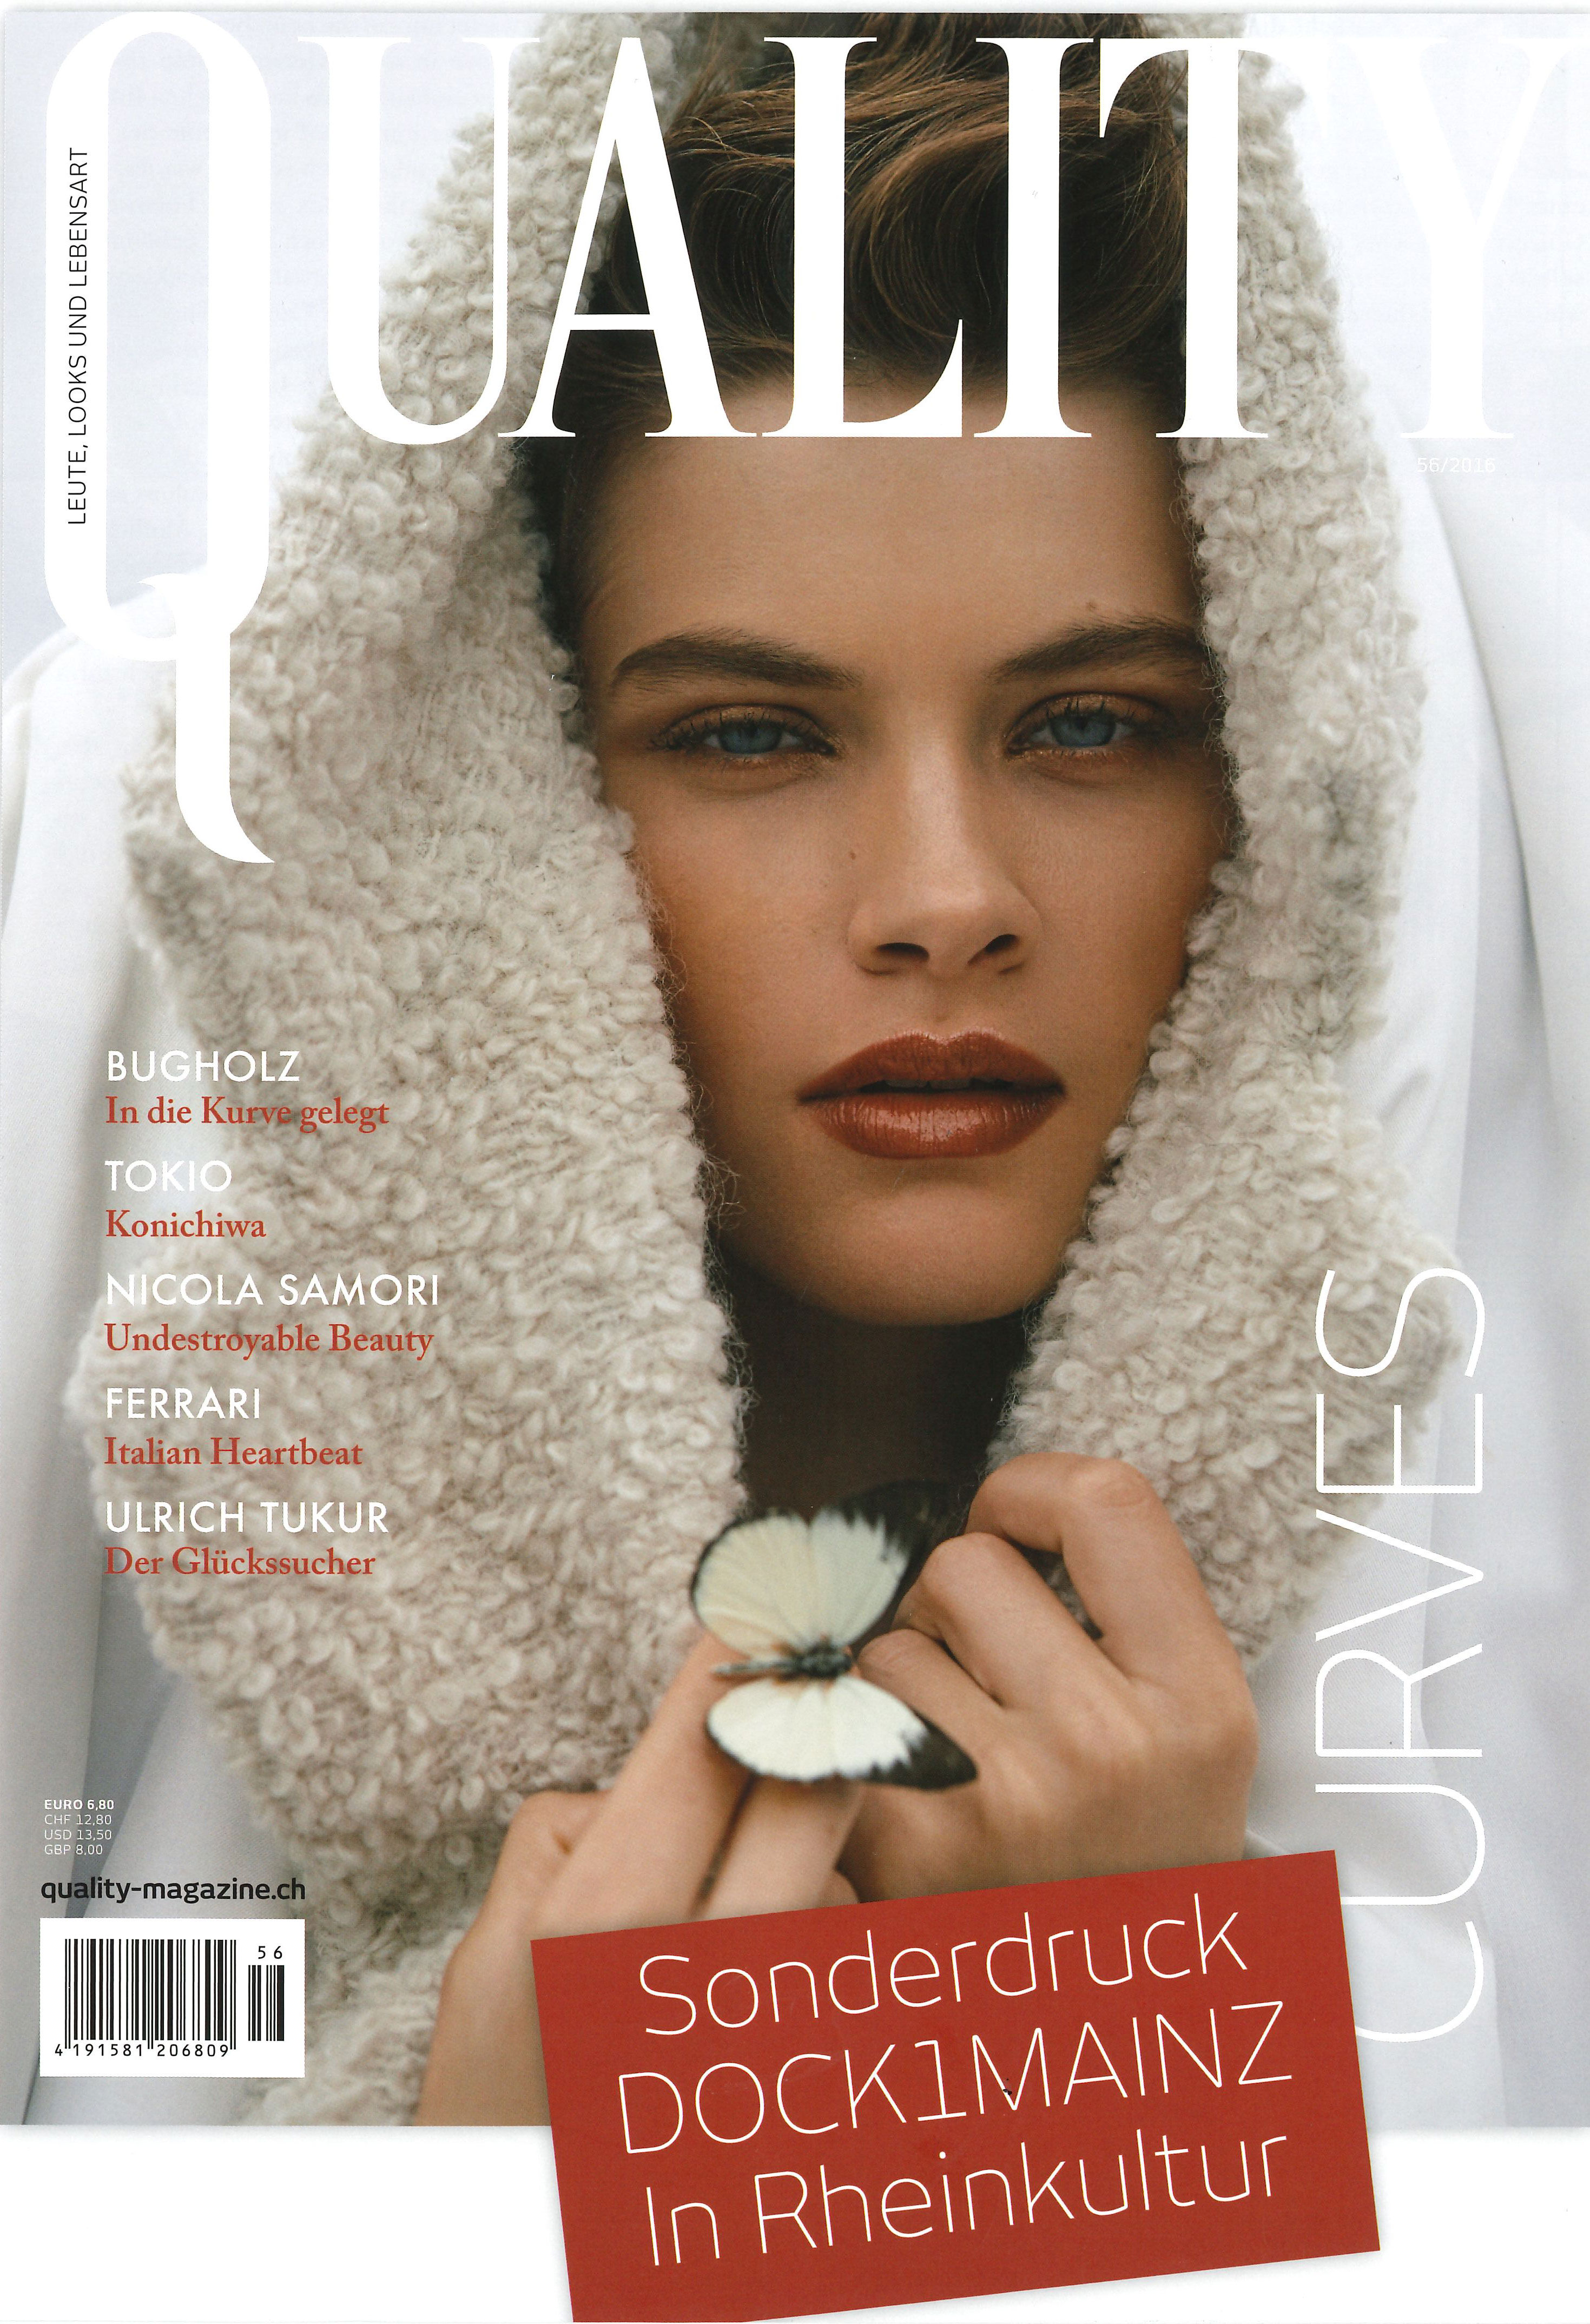 QUALITY
LEUTE, LOOKS UND LEBENSART
56/2016
BUGHOLZ
In die Kurve gelegt
TOKIO
Konichiwa
NICOLA SAMORI
Undestroyable Beauty
FERRARI
Italian Heartbeat
ULRICH TUKUR
Der Glückssucher
CURVES
EURO 6,80
CHF 12,80
USD 13,50
GBP 8,00
quality-magazine.ch
56
4 191581 206809
Sonderdruck
DOCK1MAINZ
In Rheinkultur